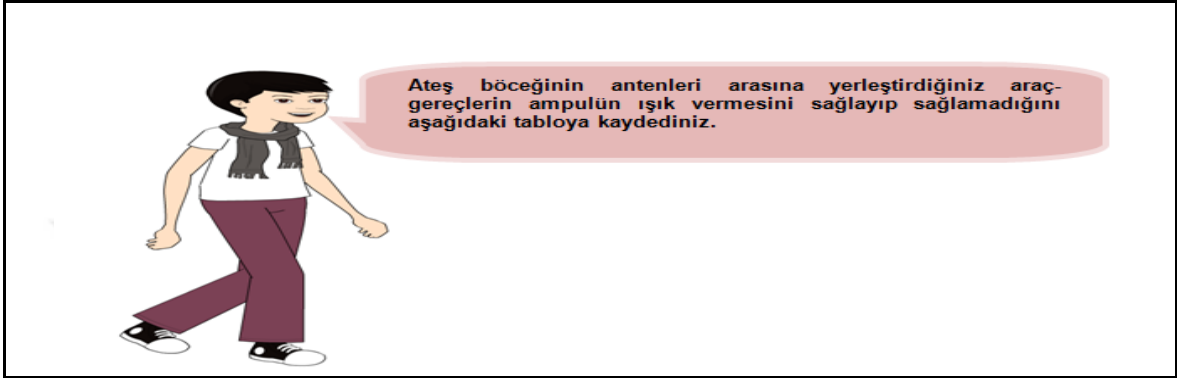 Ateş böceğinin antenleri arasına yerleştirdiğiniz araç-
gereçlerin ampulün ışık vermesini sağlayıp sağlamadığını
aşağıdaki tabloya kaydediniz.